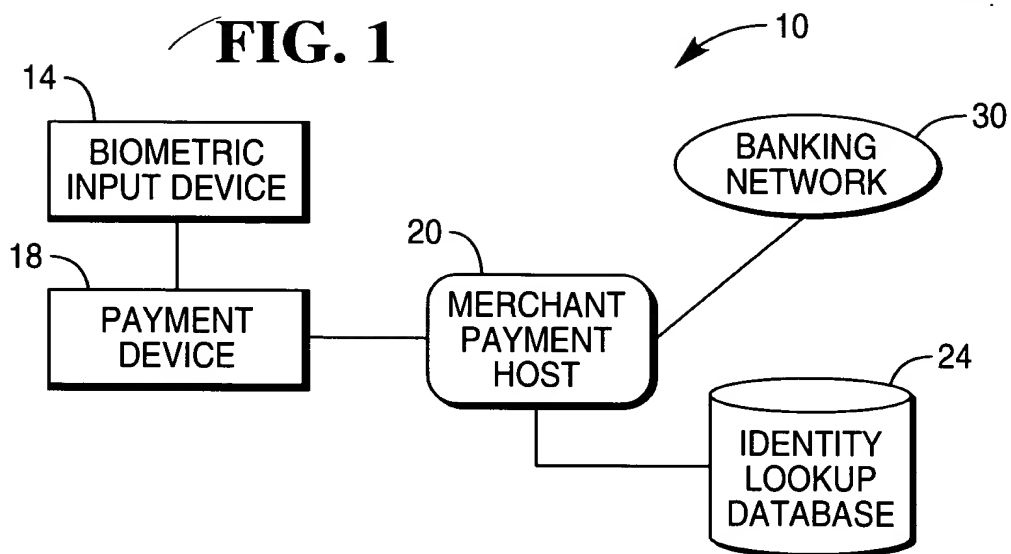 FIG. 1
10
14
BIOMETRIC
INPUT DEVICE
30
BANKING
NETWORK
18
PAYMENT
DEVICE
20
MERCHANT
PAYMENT
HOST
24
IDENTITY
LOOKUP
DATABASE